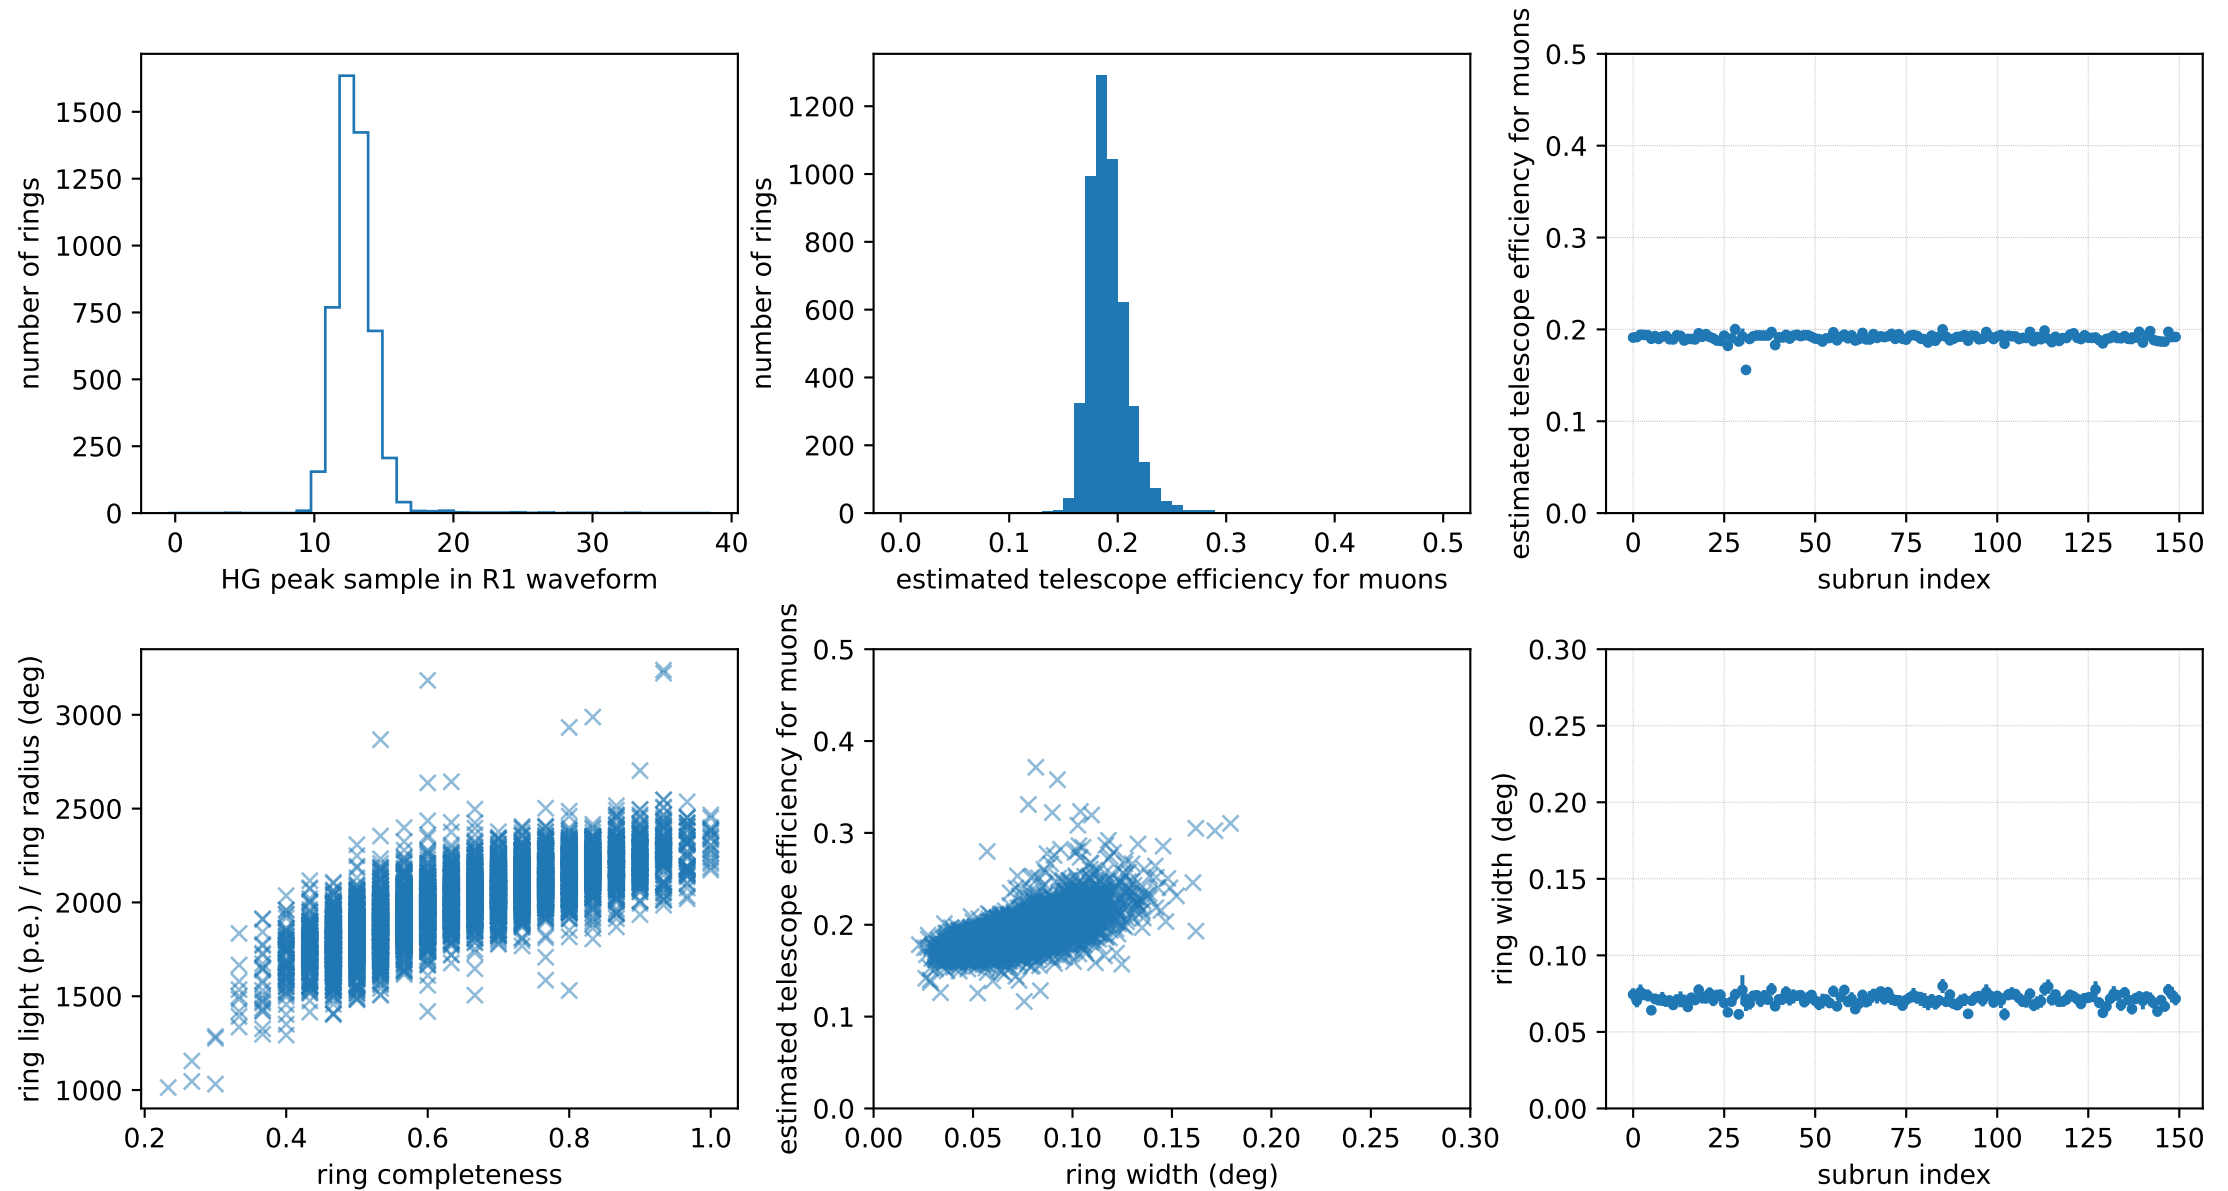 1500
1250
1000
750
500
250
0
number of rings
0 10 20 30 40
HG peak sample in R1 waveform
1200
1000
800
600
400
200
0
number of rings
0.0 0.1 0.2 0.3 0.4 0.5
estimated telescope efficiency for muons
0.5
0.4
0.3
0.2
0.1
0.0
estimated telescope efficiency for muons
0 25 50 75 100 125 150
subrun index
3000
2500
2000
1500
1000
ring light (p.e.) / ring radius (deg)
0.2 0.4 0.6 0.8 1.0
ring completeness
0.5
0.4
0.3
0.2
0.1
0.0
estimated telescope efficiency for muons
0.00 0.05 0.10 0.15 0.20 0.25 0.30
ring width (deg)
0.30
0.25
0.20
0.15
0.10
0.05
0.00
ring width (deg)
0 25 50 75 100 125 150
subrun index